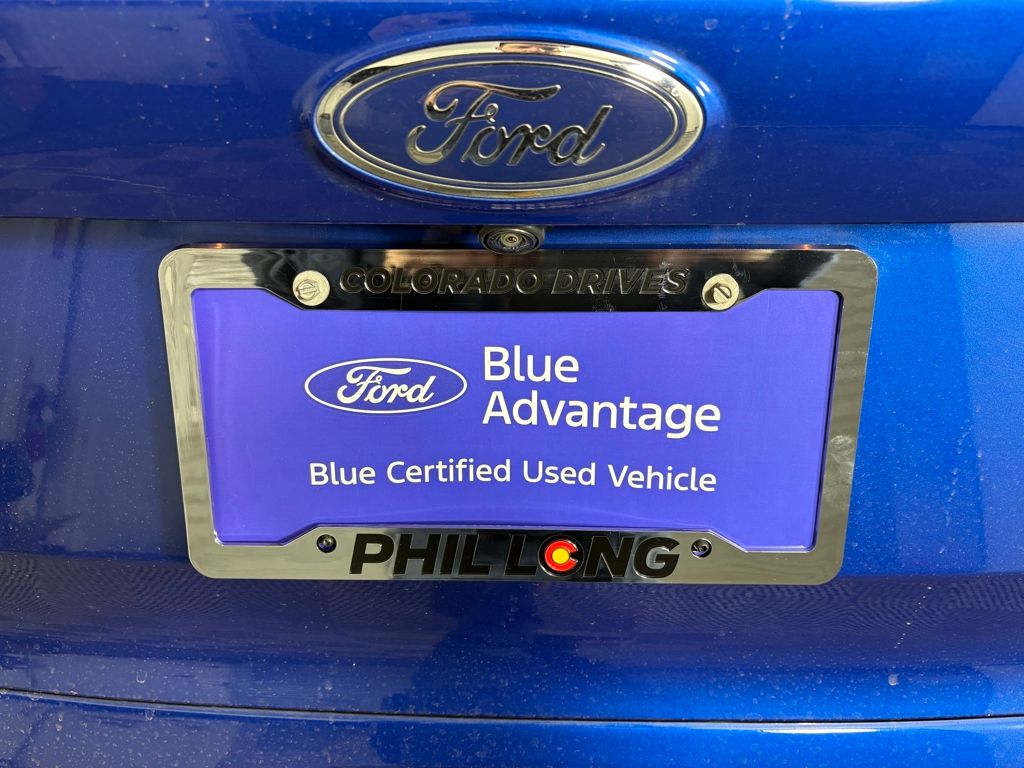 Ford
COLORADO DRIVES
Ford
Blue
Advantage
Blue Certified Used Vehicle
PHIL LONG